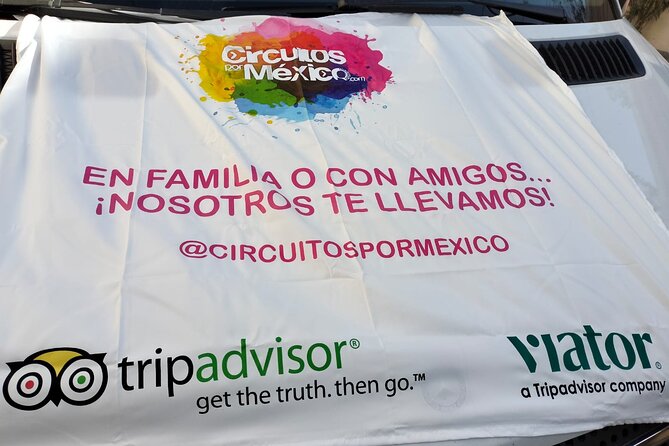 Circuitos
por México.com
EN FAMILIA O CON AMIGOS...
¡NOSOTROS TE LLEVAMOS!
@CIRCUITOSPORMEXICO
tripadvisor®
get the truth. then go.™
viator®
a Tripadvisor company